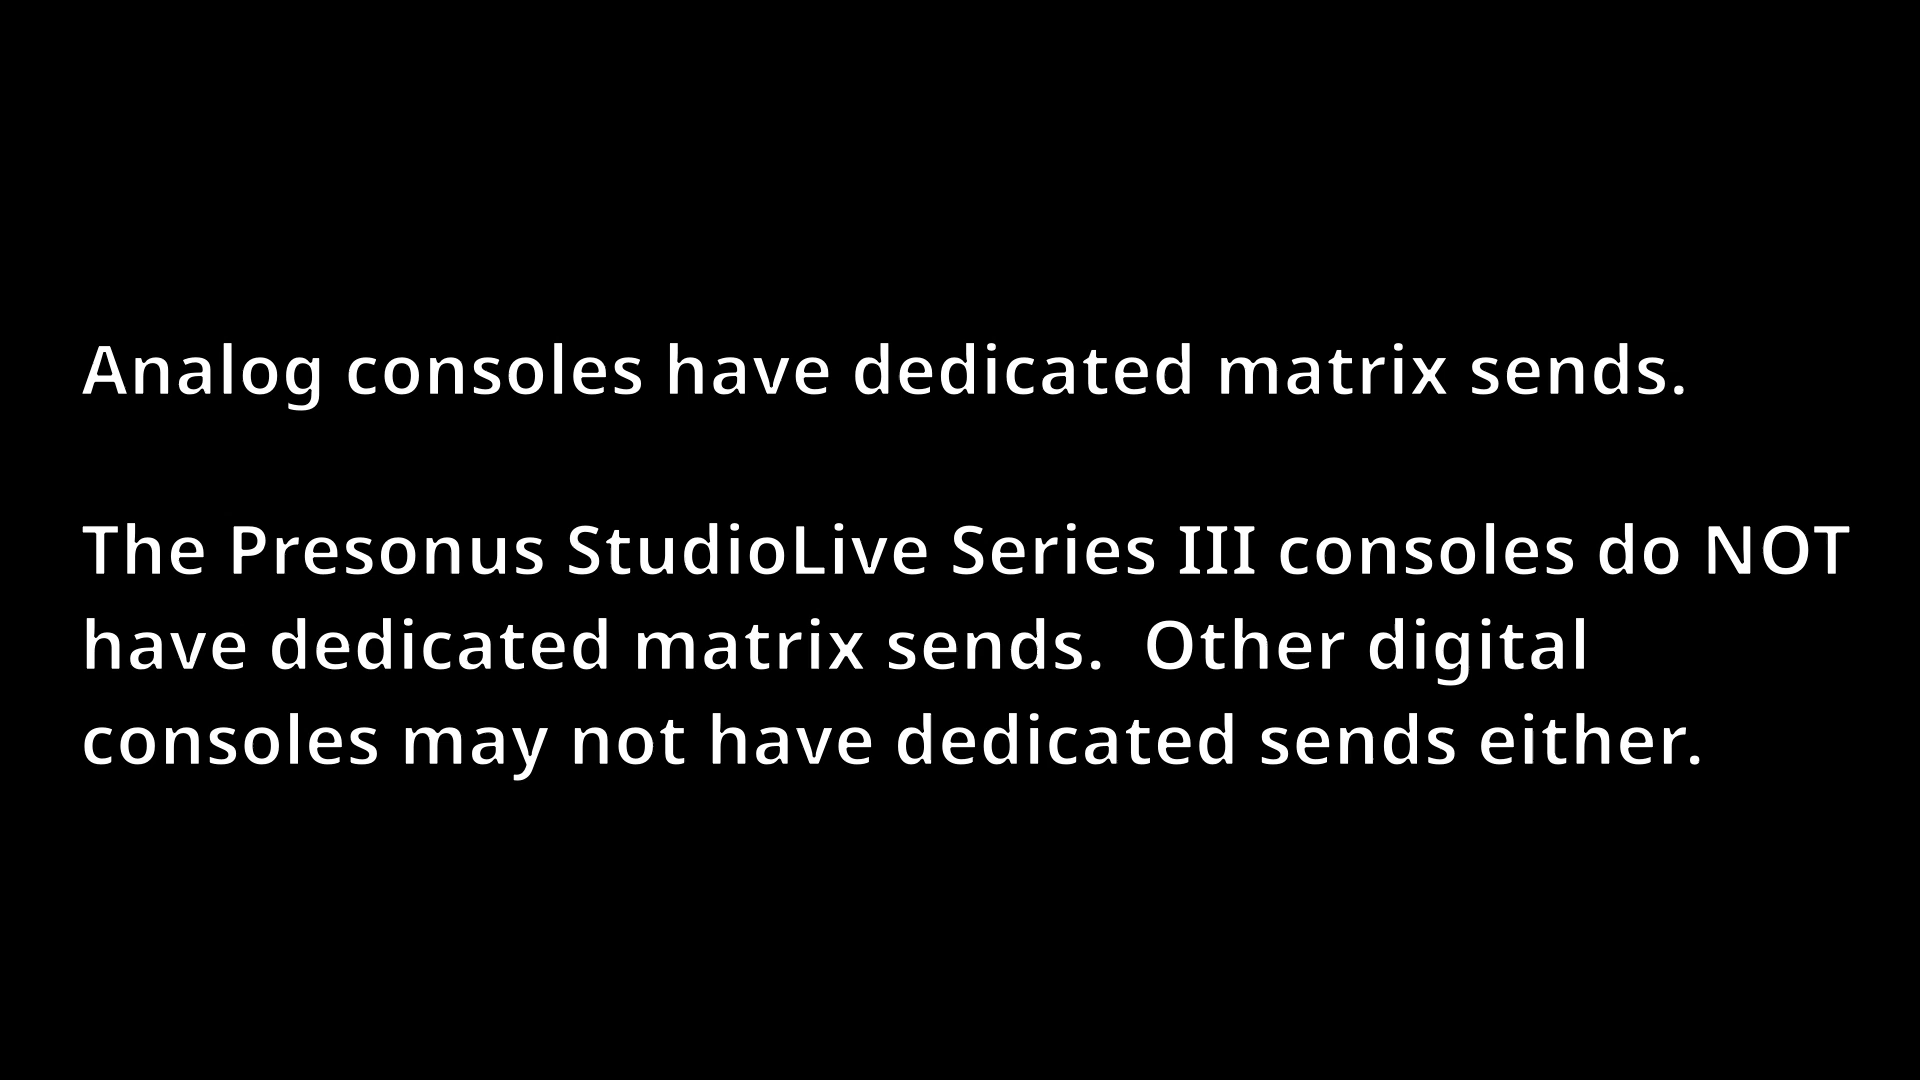 Analog consoles have dedicated matrix sends.
The Presonus StudioLive Series III consoles do NOT
have dedicated matrix sends.  Other digital
consoles may not have dedicated sends either.